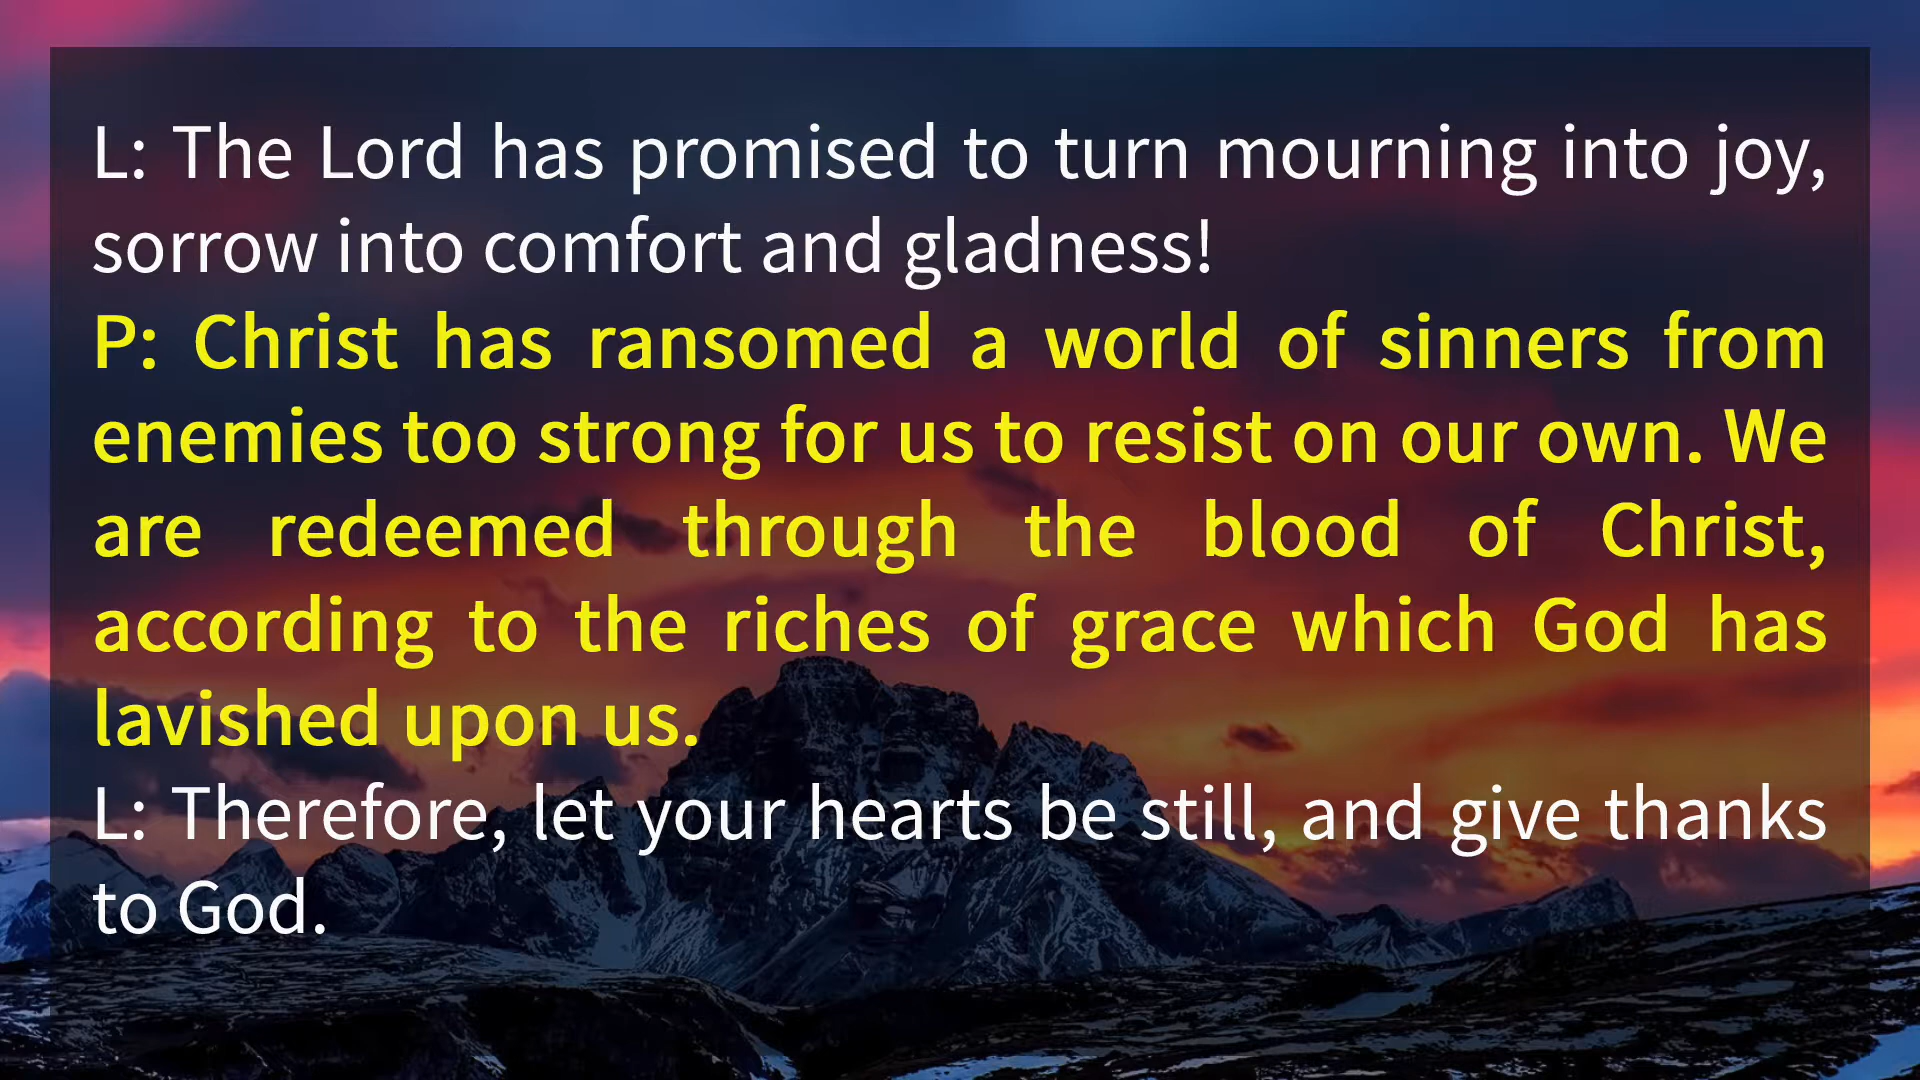 L: The Lord has promised to turn mourning into joy,
sorrow into comfort and gladness!
P: Christ has ransomed a world of sinners from
enemies too strong for us to resist on our own. We
are redeemed through the blood of Christ,
according to the riches of grace which God has
lavished upon us.
L: Therefore, let your hearts be still, and give thanks
to God.